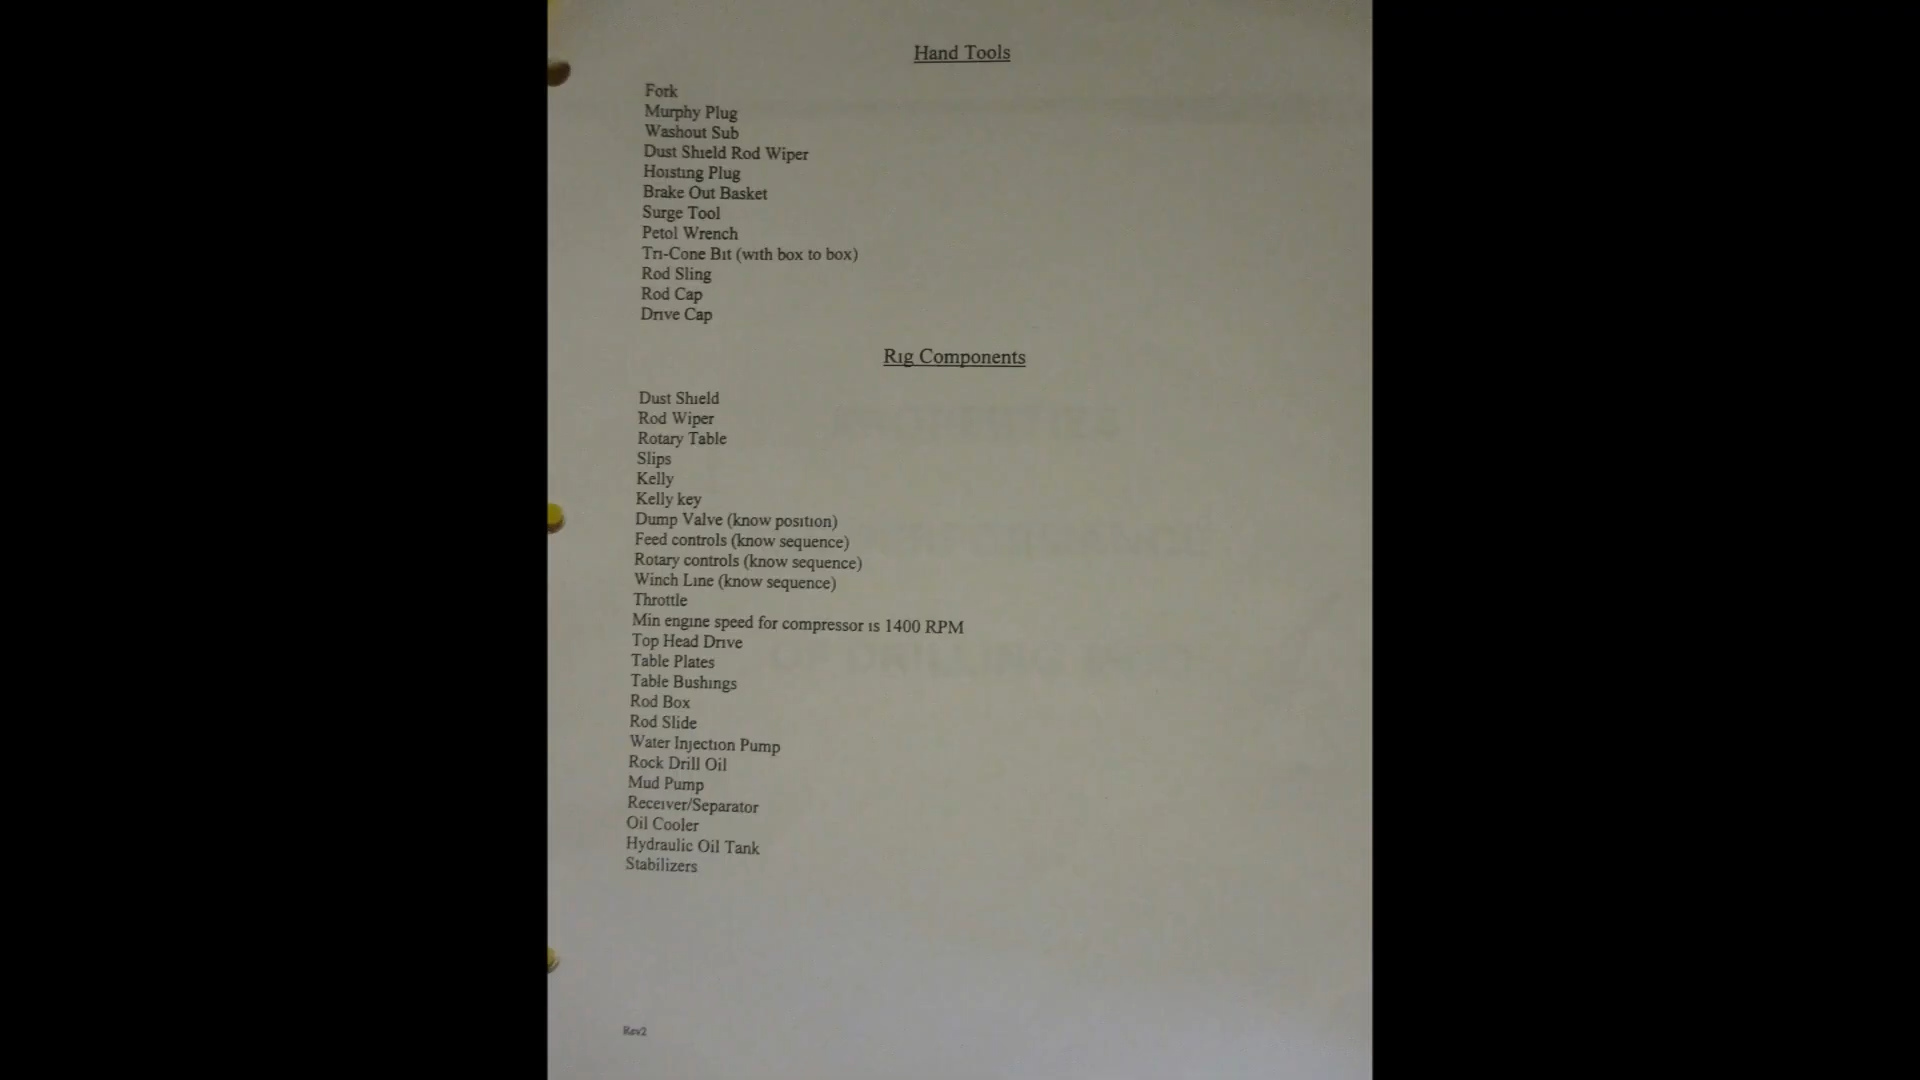 Hand Tools
Fork
Murphy Plug
Washout Sub
Dust Shield Rod Wiper
Hoisting Plug
Brake Out Basket
Surge Tool
Petol Wrench
Tri-Cone Bit (with box to box)
Rod Sling
Rod Cap
Drive Cap
Rig Components
Dust Shield
Rod Wiper
Rotary Table
Slips
Kelly
Kelly key
Dump Valve (know position)
Feed controls (know sequence)
Rotary controls (know sequence)
Winch Line (know sequence)
Throttle
Min engine speed for compressor is 1400 RPM
Top Head Drive
Table Plates
Table Bushings
Rod Box
Rod Slide
Water Injection Pump
Rock Drill Oil
Mud Pump
Receiver/Separator
Oil Cooler
Hydraulic Oil Tank
Stabilizers
Rev2